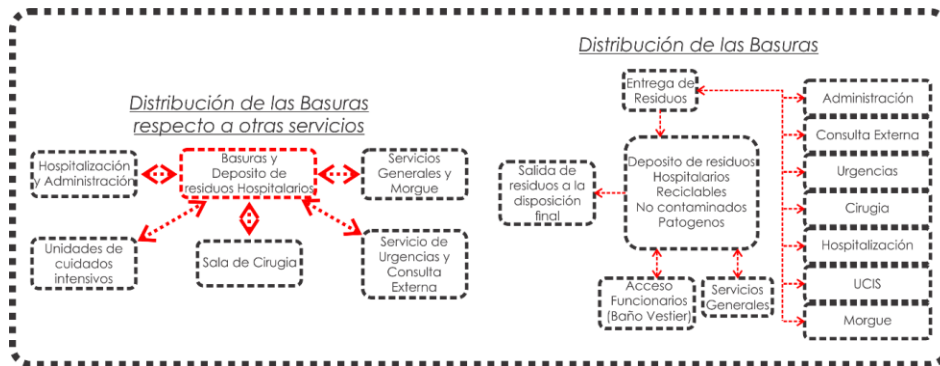 Distribución de las Basuras
respecto a otras servicios
Hospitalización
y Administración
Basuras y
Deposito de
residuos Hospitalarios
Servicios
Generales y
Morgue
Unidades de
cuidados
intensivos
Sala de Cirugia
Servicio de
Urgencias y
Consulta
Externa
Distribución de las Basuras
Entrega de
Residuos
Salida de
residuos a la
disposición
final
Deposito de residuos
Hospitalarios
Reciclables
No contaminados
Patogenos
Acceso
Funcionarios
(Baño Vestier)
Servicios
Generales
Administración
Consulta Externa
Urgencias
Cirugia
Hospitalización
UCIS
Morgue